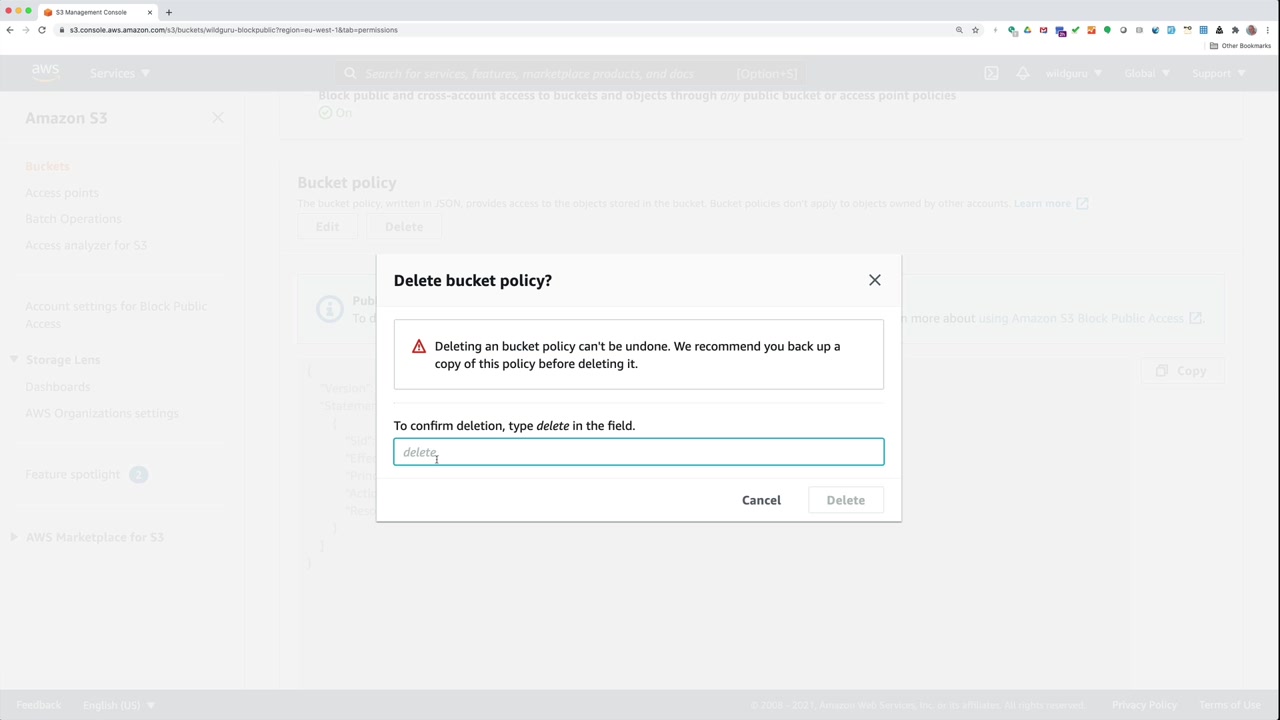 S3 Management Console
s3.console.aws.amazon.com/s3/buckets/wildguru-blockpublic?region=eu-west-1&tab=permissions
Other Bookmarks
aws
Services
Search for services, features, marketplace products, and docs
[Option+S]
wildguru
Global
Support
Amazon S3
Buckets
Access points
Batch Operations
Access analyzer for S3
Account settings for Block Public
Access
Storage Lens
Dashboards
AWS Organizations settings
Feature spotlight 2
AWS Marketplace for S3
Block public and cross-account access to buckets and objects through any public bucket or access point policies
On
Bucket policy
The bucket policy, written in JSON, provides access to the objects stored in the bucket. Bucket policies don't apply to objects owned by other accounts. Learn more
Edit
Delete
Delete bucket policy?
Deleting an bucket policy can't be undone. We recommend you back up a
copy of this policy before deleting it.
To confirm deletion, type delete in the field.
delete
Cancel
Delete
Publ
To d
n more about using Amazon S3 Block Public Access
.
Copy
{
"Version"
"Stateme
{
"Sid":
"Effec
"Princ
"Actio
"Reso
}
]
}
Feedback
English (US)
© 2008 - 2021, Amazon Web Services, Inc. or its affiliates. All rights reserved.
Privacy Policy
Terms of Use